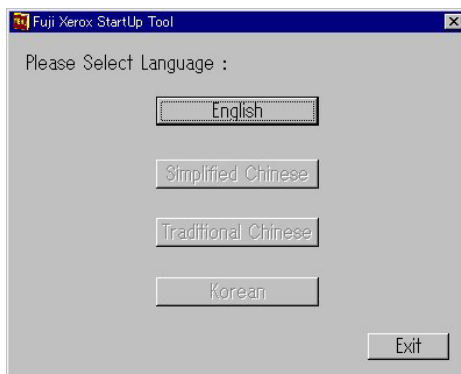 Fuji Xerox StartUp Tool
Please Select Language :
English
Simplified Chinese
Traditional Chinese
Korean
Exit